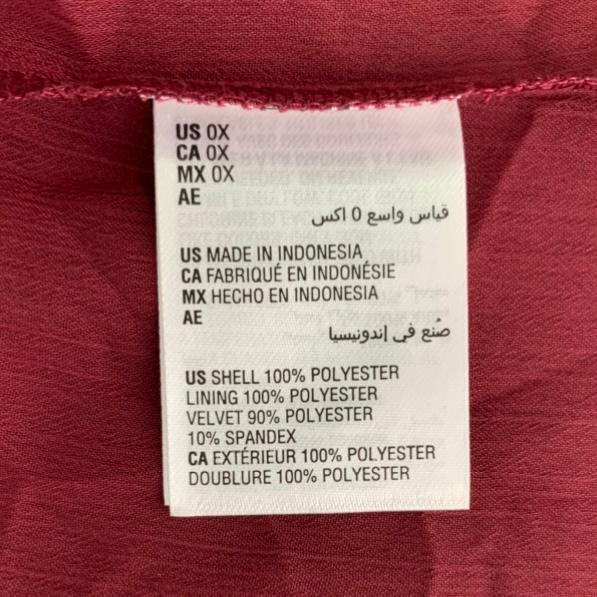 US 0X
CA 0X
MX 0X
AE
قياس واسع 0 اكس
US MADE IN INDONESIA
CA FABRIQUÉ EN INDONÉSIE
MX HECHO EN INDONESIA
AE
صُنع في إندونيسيا
US SHELL 100% POLYESTER
LINING 100% POLYESTER
VELVET 90% POLYESTER
10% SPANDEX
CA EXTÉRIEUR 100% POLYESTER
DOUBLURE 100% POLYESTER